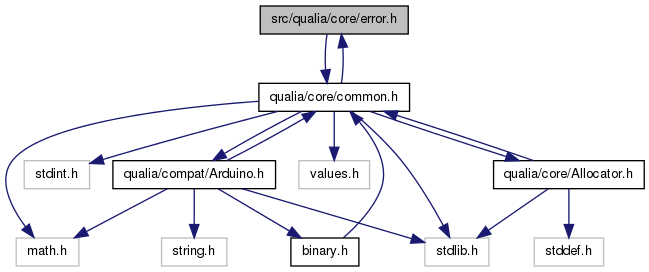 src/qualia/core/error.h
qualia/core/common.h
stdint.h
qualia/compat/Arduino.h
values.h
qualia/core/Allocator.h
math.h
string.h
binary.h
stdlib.h
stddef.h